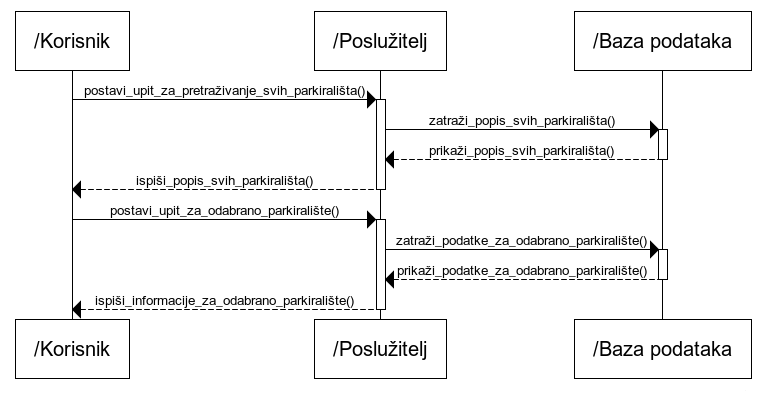 /Korisnik
/Poslužitelj
/Baza podataka
postavi_upit_za_pretraživanje_svih_parkirališta()
zatraži_popis_svih_parkirališta()
prikaži_popis_svih_parkirališta()
ispiši_popis_svih_parkirališta()
postavi_upit_za_odabrano_parkiralište()
zatraži_podatke_za_odabrano_parkiralište()
prikaži_podatke_za_odabrano_parkiralište()
ispiši_informacije_za_odabrano_parkiralište()
/Korisnik
/Poslužitelj
/Baza podataka